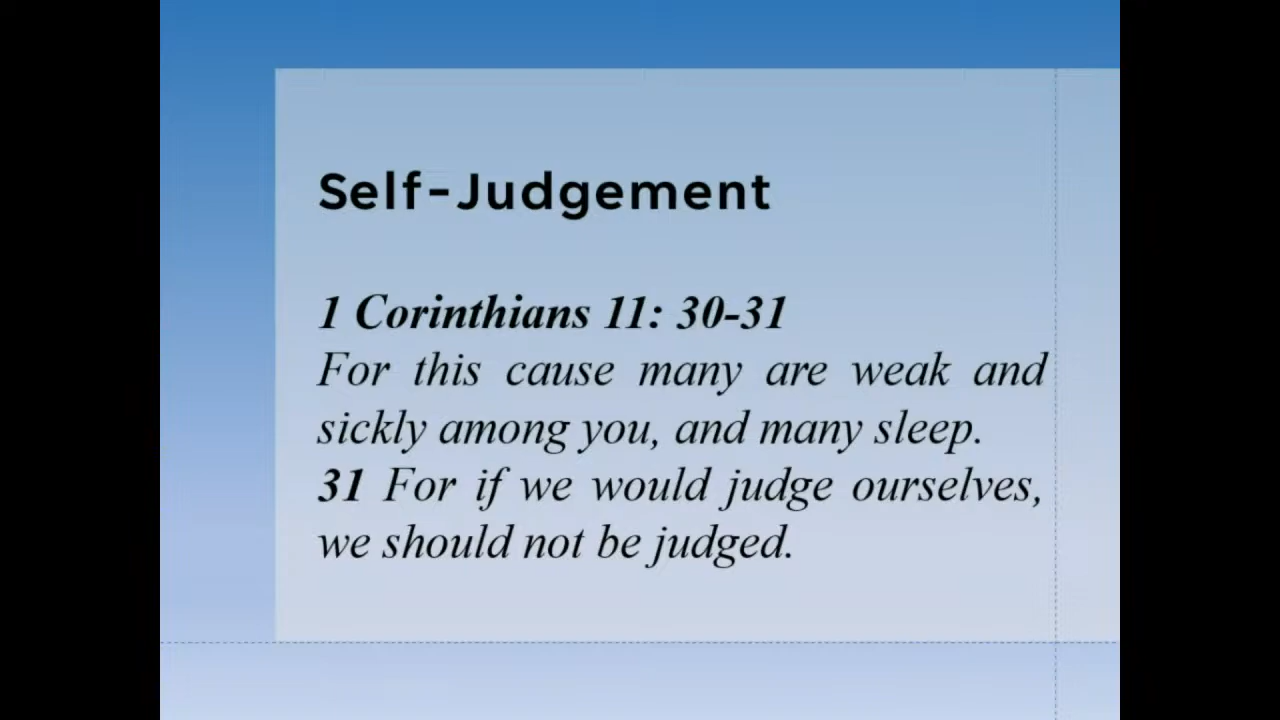 Self-Judgement
1 Corinthians 11: 30-31
For this cause many are weak and
sickly among you, and many sleep.
31 For if we would judge ourselves,
we should not be judged.